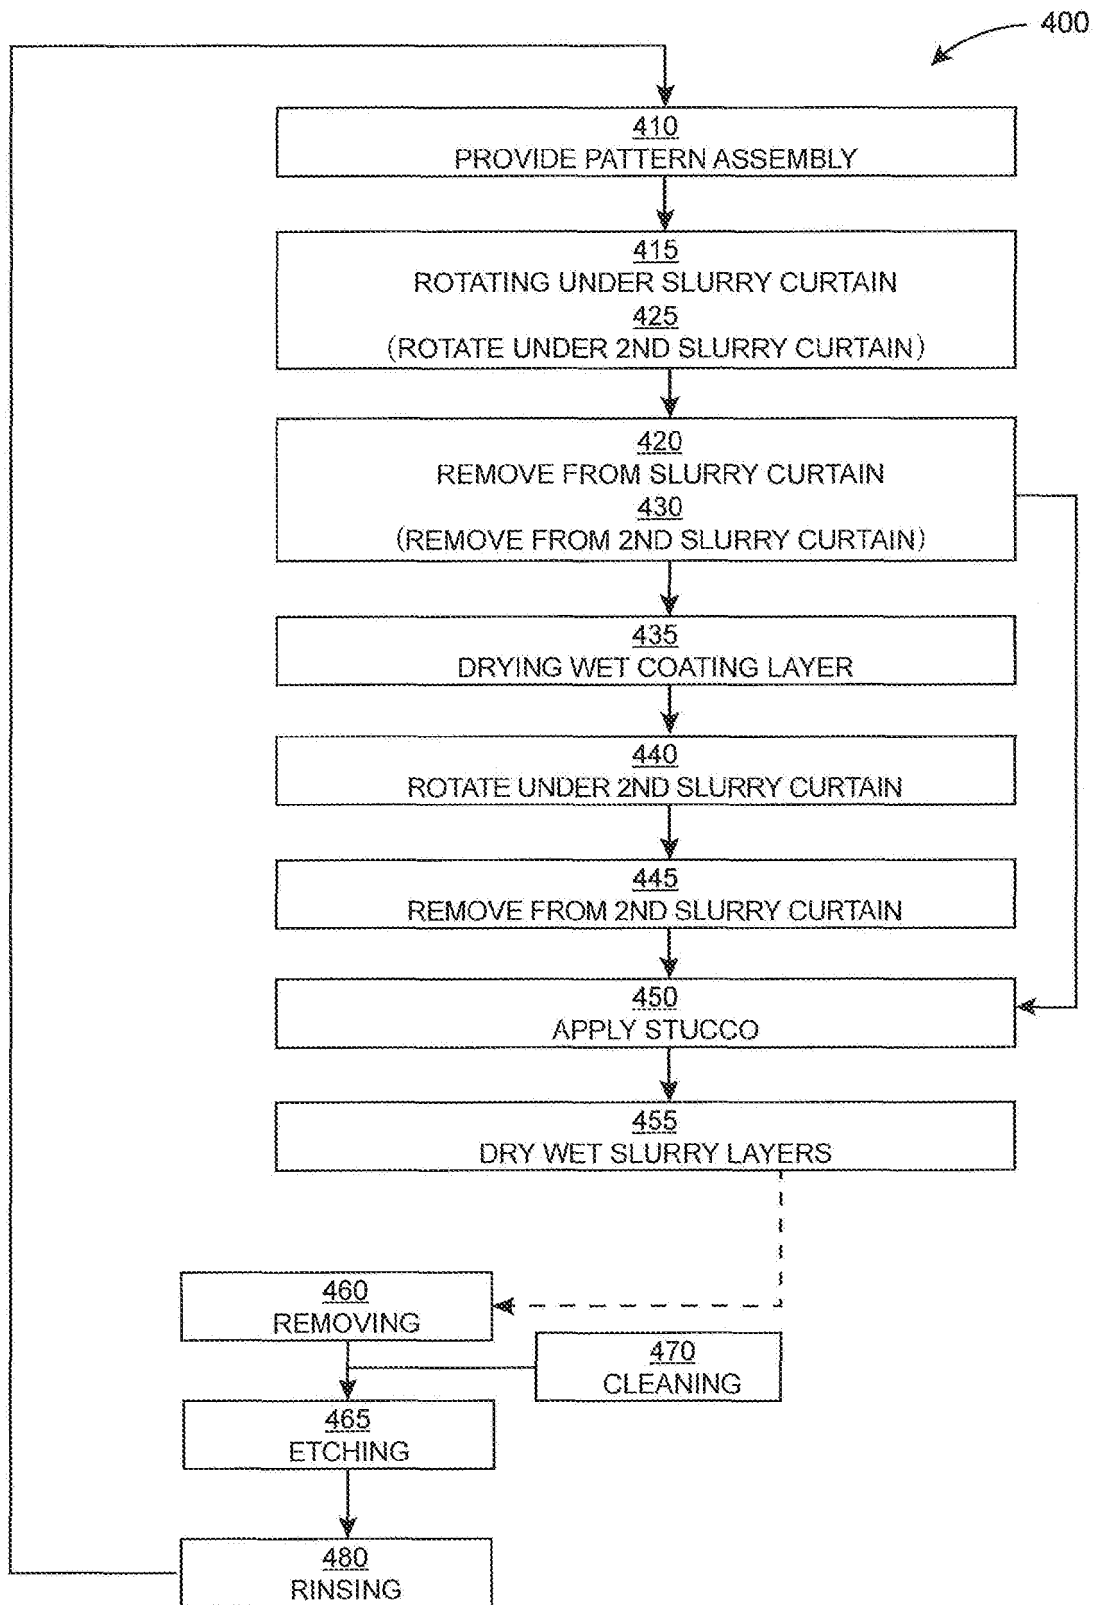 400
410
PROVIDE PATTERN ASSEMBLY
415
ROTATING UNDER SLURRY CURTAIN
425
(ROTATE UNDER 2ND SLURRY CURTAIN)
420
REMOVE FROM SLURRY CURTAIN
430
(REMOVE FROM 2ND SLURRY CURTAIN)
435
DRYING WET COATING LAYER
440
ROTATE UNDER 2ND SLURRY CURTAIN
445
REMOVE FROM 2ND SLURRY CURTAIN
450
APPLY STUCCO
455
DRY WET SLURRY LAYERS
460
REMOVING
470
CLEANING
465
ETCHING
480
RINSING